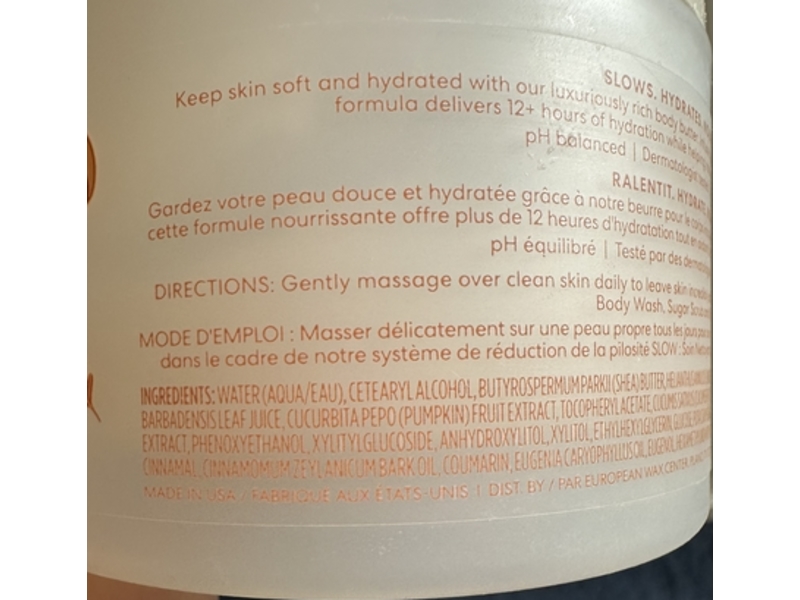 SLOWS. HYDRATES.
Keep skin soft and hydrated with our luxuriously rich body butter.
formula delivers 12+ hours of hydration while
pH balanced | Dermatologist
RALENTIT. HYDRATE.
Gardez votre peau douce et hydratée grâce à notre beurre pour le
cette formule nourrissante offre plus de 12 heures d'hydratation tout en
pH équilibré | Testé par des
DIRECTIONS: Gently massage over clean skin daily to leave skin
Body Wash, Sugar
MODE D'EMPLOI : Masser délicatement sur une peau propre tous les jours
dans le cadre de notre système de réduction de la pilosité SLOW : Soin
INGREDIENTS: WATER (AQUA/EAU), CETEARYL ALCOHOL, BUTYROSPERMUM PARKII (SHEA) BUTTER,
BARBADENSIS LEAF JUICE, CUCURBITA PEPO (PUMPKIN) FRUIT EXTRACT, TOCOPHERYL ACETATE, CUCUMIS SATIVUS
EXTRACT, PHENOXYETHANOL, XYLITYLGLUCOSIDE, ANHYDROXYLITOL, XYLITOL, ETHYLHEXYLGLYCERIN,
CINNAMAL, CINNAMOMUM ZEYLANICUM BARK OIL, COUMARIN, EUGENIA CARYOPHYLLUS OIL, EUGENOL,
MADE IN USA / FABRIQUÉ AUX ÉTATS-UNIS | DIST. BY / PAR EUROPEAN WAX CENTER,